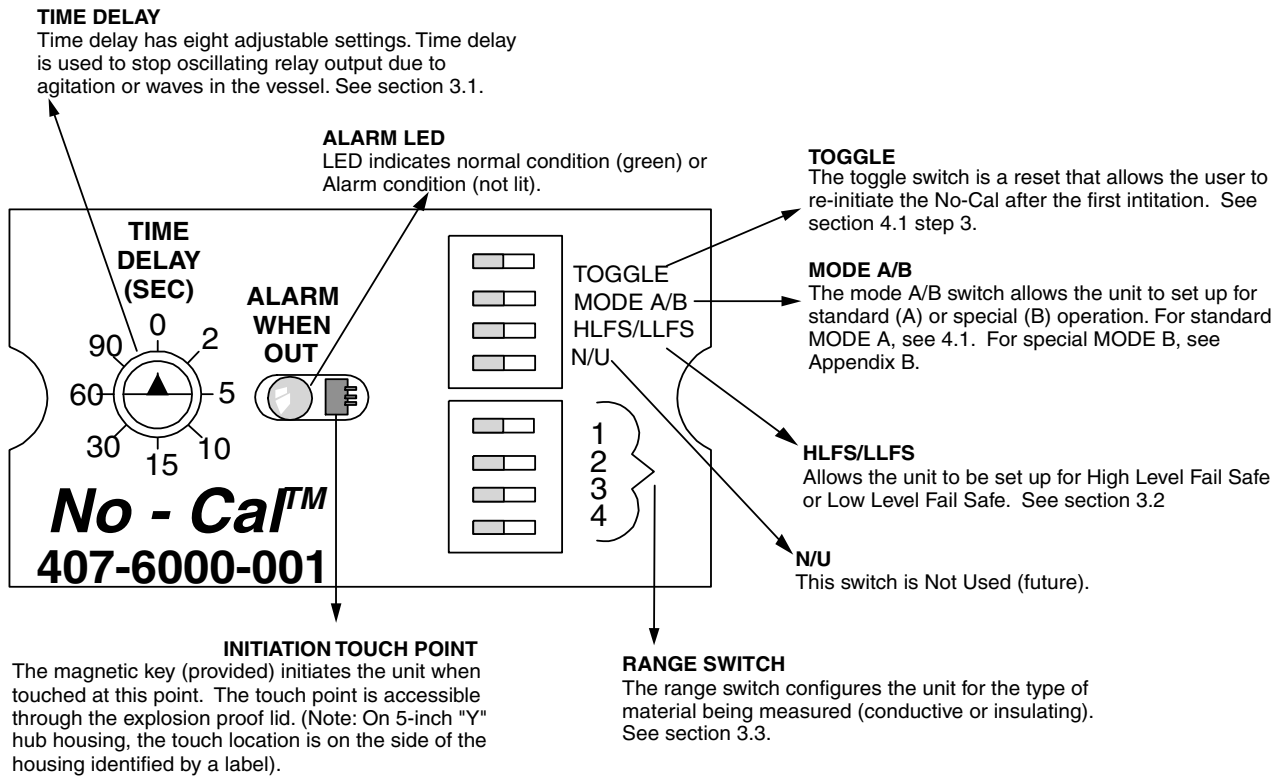 TIME DELAY
Time delay has eight adjustable settings. Time delay
is used to stop oscillating relay output due to
agitation or waves in the vessel. See section 3.1.
ALARM LED
LED indicates normal condition (green) or
Alarm condition (not lit).
TOGGLE
The toggle switch is a reset that allows the user to
re-initiate the No-Cal after the first intitation. See
section 4.1 step 3.
MODE A/B
The mode A/B switch allows the unit to set up for
standard (A) or special (B) operation. For standard
MODE A, see 4.1. For special MODE B, see
Appendix B.
HLFS/LLFS
Allows the unit to be set up for High Level Fail Safe
or Low Level Fail Safe. See section 3.2
N/U
This switch is Not Used (future).
TIME
DELAY
(SEC)
0
2
5
10
15
30
60
90
ALARM
WHEN
OUT
TOGGLE
MODE A/B
HLFS/LLFS
N/U
1
2
3
4
No - Cal™
407-6000-001
INITIATION TOUCH POINT
The magnetic key (provided) initiates the unit when
touched at this point. The touch point is accessible
through the explosion proof lid. (Note: On 5-inch "Y"
hub housing, the touch location is on the side of the
housing identified by a label).
RANGE SWITCH
The range switch configures the unit for the type of
material being measured (conductive or insulating).
See section 3.3.